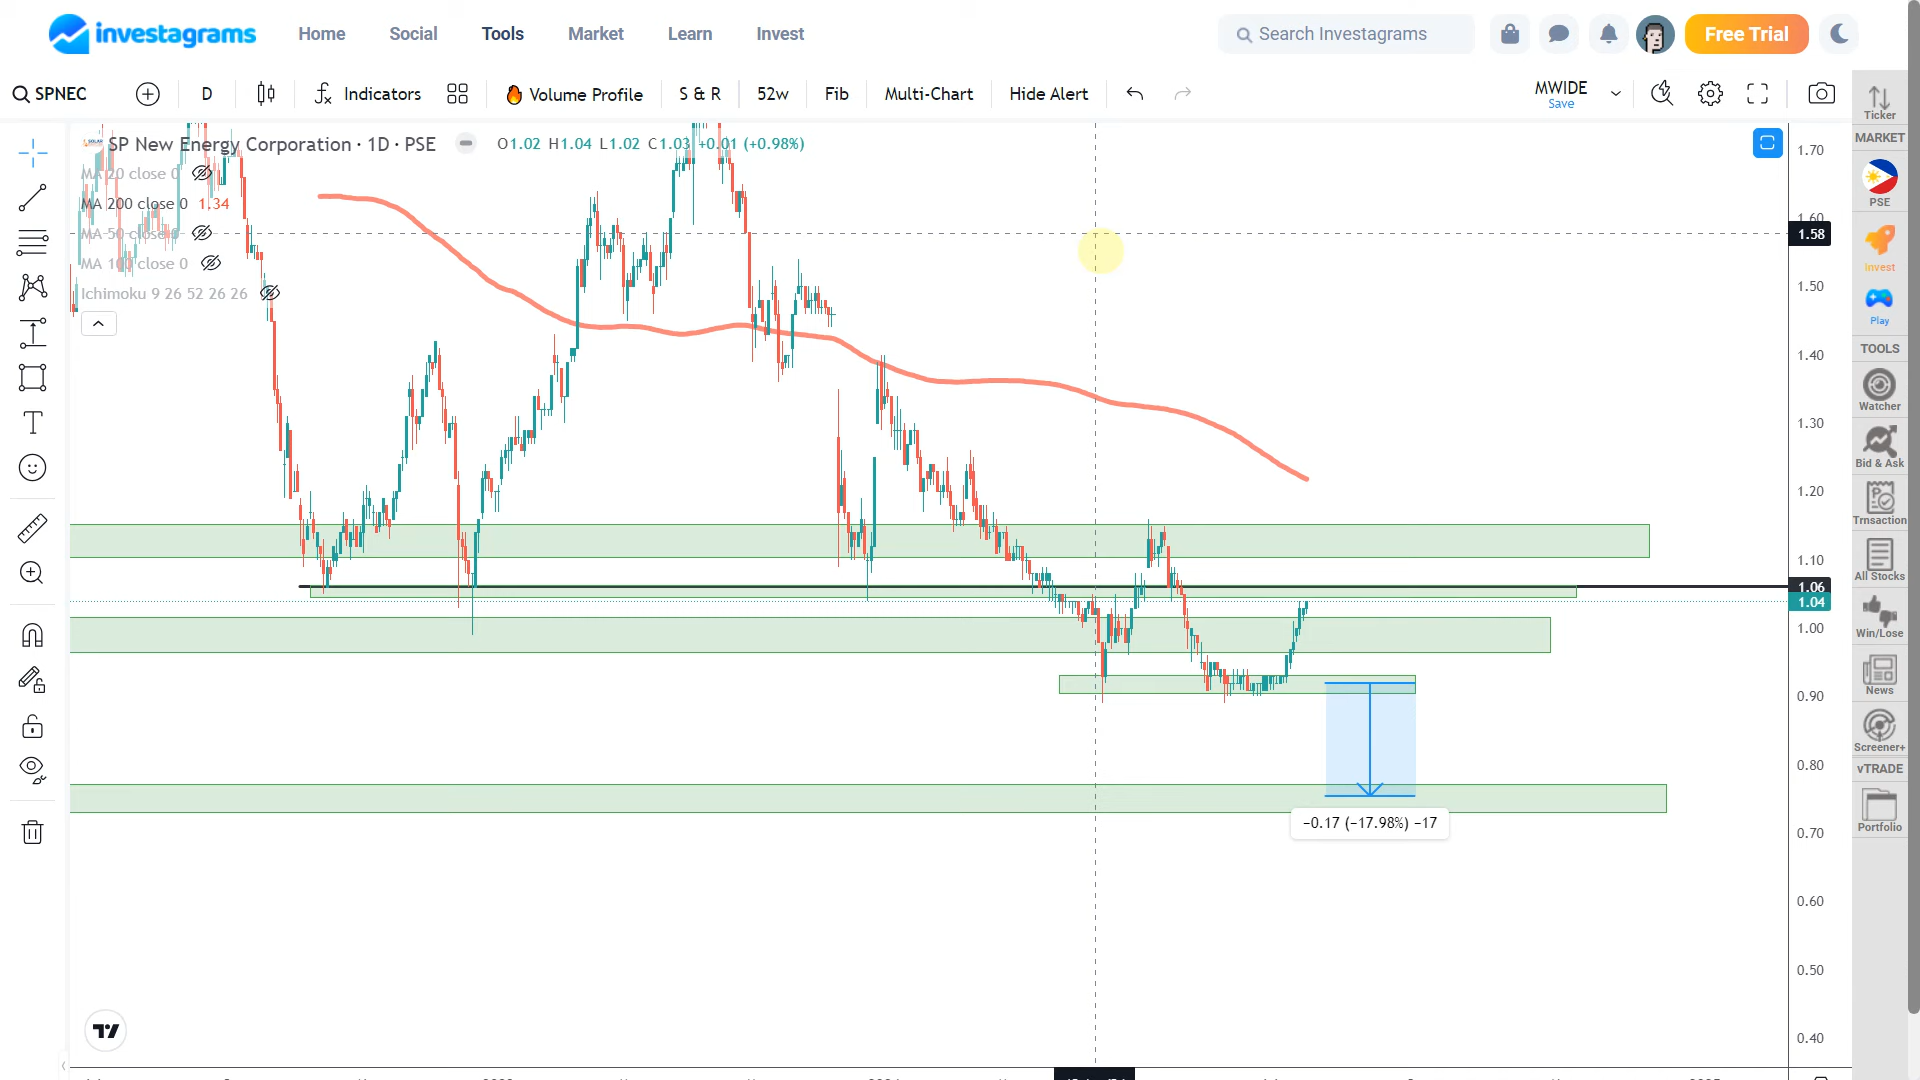 investagrams
Home
Social
Tools
Market
Learn
Invest
Search Investagrams
Free Trial
SPNEC
D
Indicators
Volume Profile
S & R
52w
Fib
Multi-Chart
Hide Alert
MWIDE
Save
SP New Energy Corporation · 1D · PSE
O1.02 H1.04 L1.02 C1.03 +0.01 (+0.98%)
MA 20 close 0
MA 200 close 0 1.34
MA 50 close 0
MA 100 close 0
Ichimoku 9 26 52 26 26
1.70
1.60
1.58
1.50
1.40
1.30
1.20
1.10
1.06
1.04
1.00
0.90
0.80
0.70
0.60
0.50
0.40
−0.17 (−17.98%) −17
Ticker
MARKET
PSE
Invest
Play
TOOLS
Watcher
Bid & Ask
Trnsaction
All Stocks
Win/Lose
News
Screener+
vTRADE
Portfolio